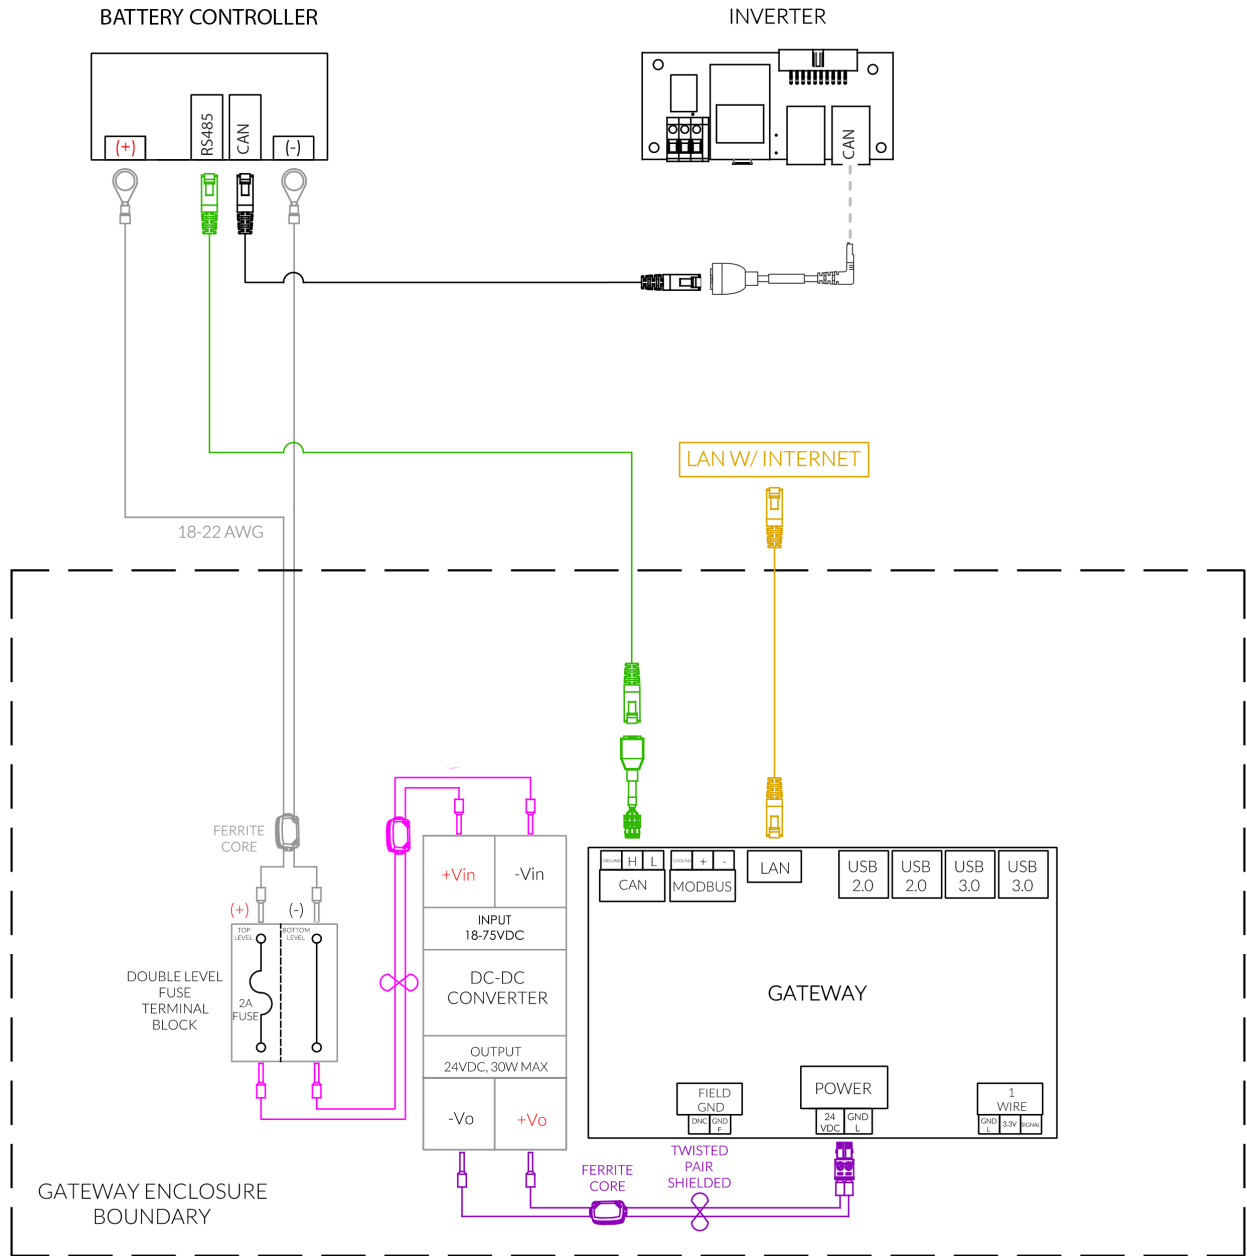 BATTERY CONTROLLER
INVERTER
(+)
RS485
CAN
(-)
CAN
LAN W/ INTERNET
18-22 AWG
FERRITE
CORE
+Vin
-Vin
INPUT
18-75VDC
DC-DC
CONVERTER
OUTPUT
24VDC, 30W MAX
-Vo
+Vo
(+)
(-)
TOP
LEVEL
BOTTOM
LEVEL
2A
FUSE
DOUBLE LEVEL
FUSE
TERMINAL
BLOCK
GROUND
H
L
CAN
GROUND
+
-
MODBUS
LAN
USB
2.0
USB
2.0
USB
3.0
USB
3.0
GATEWAY
FIELD
GND
DNC
GND
F
POWER
24
VDC
GND
L
1
WIRE
GND
L
3.3V
SIGNAL
TWISTED
PAIR
SHIELDED
FERRITE
CORE
GATEWAY ENCLOSURE
BOUNDARY